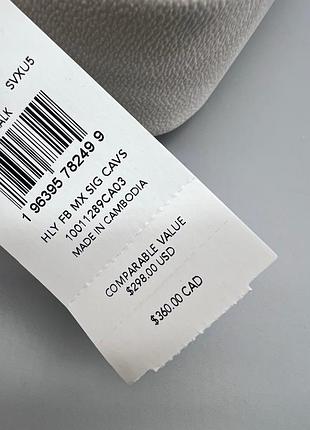 SVXU5
ALK
1 96395 78249 9
HLY FB MX SIG CAVS
10011289CA03
MADE IN CAMBODIA
COMPARABLE VALUE
$298.00 USD
$360.00 CAD